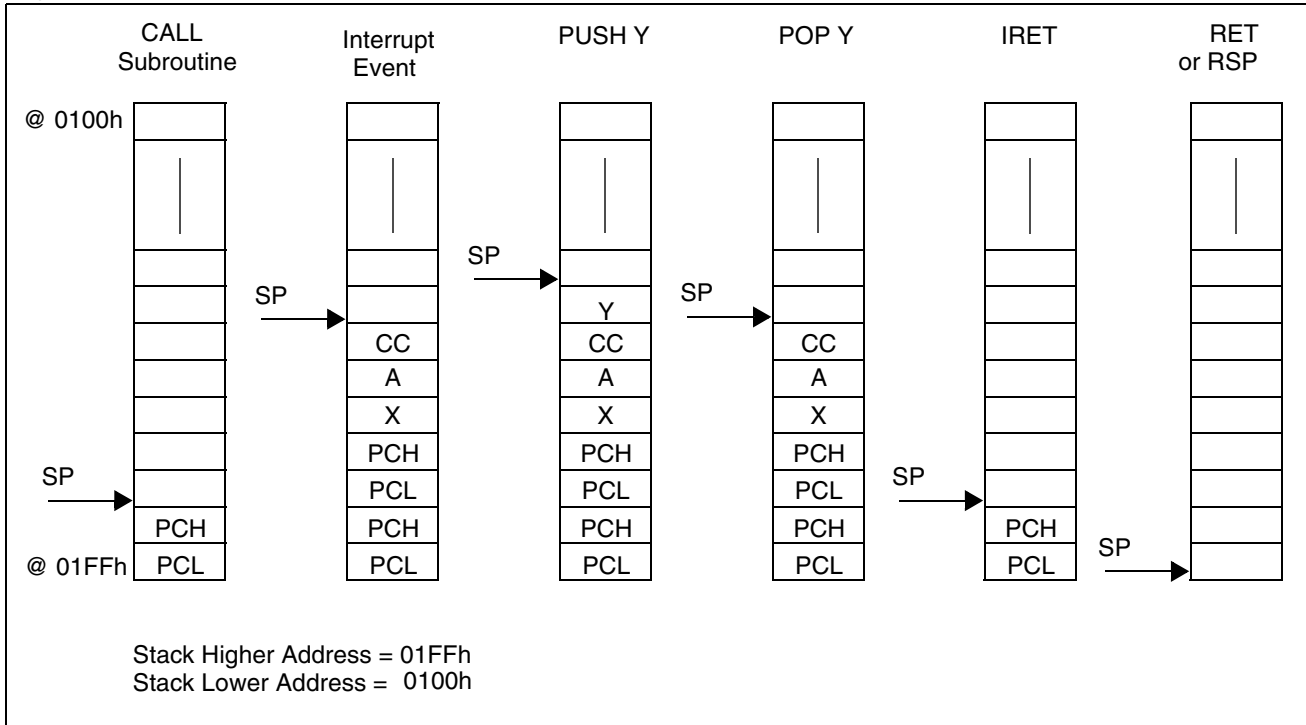 CALL
Subroutine
Interrupt
Event
PUSH Y
POP Y
IRET
RET
or RSP
@ 0100h
SP
SP
SP
Y
CC
CC
CC
A
A
A
X
X
X
PCH
PCH
PCH
SP
PCL
PCL
PCL
SP
PCH
PCH
PCH
PCH
PCH
@ 01FFh
PCL
PCL
PCL
PCL
PCL
SP
Stack Higher Address = 01FFh
Stack Lower Address = 0100h